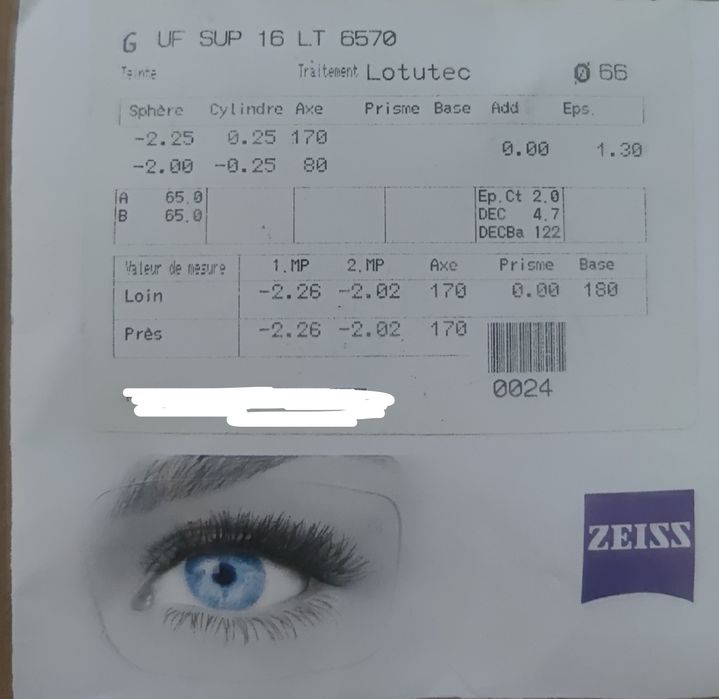 G UF SUP 16 LT 6570
Teinte Traitement Lotutec Ø 66
Sphère Cylindre Axe Prisme Base Add Eps.
-2.25 0.25 170
0.00 1.30
-2.00 -0.25 80
A 65.0 Ep.Ct 2.0
B 65.0 DEC 4.7
DECBa 122
Valeur de mesure 1.MP 2.MP Axe Prisme Base
Loin -2.26 -2.02 170 0.00 180
Près -2.26 -2.02 170
0024
ZEISS